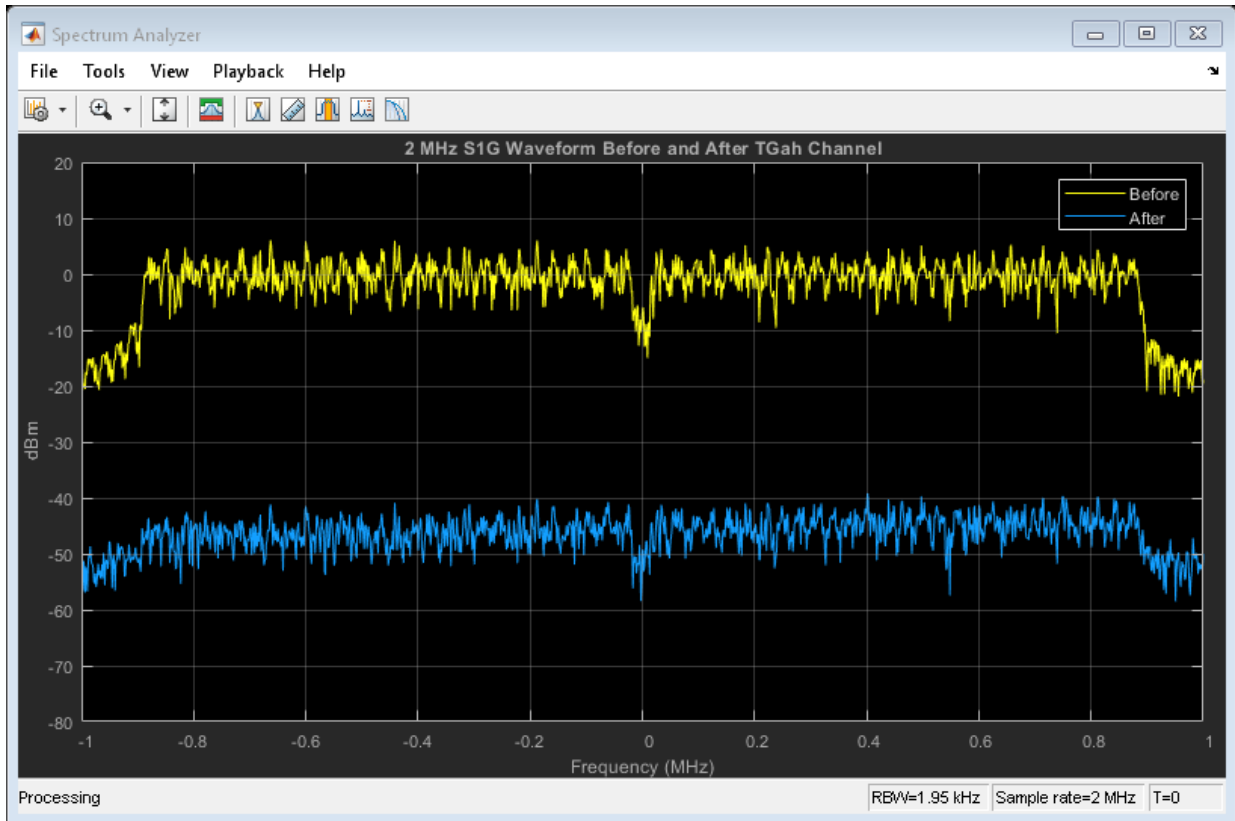 Spectrum Analyzer
File Tools View Playback Help
2 MHz S1G Waveform Before and After TGah Channel
Before
After
20
10
0
-10
-20
-30
-40
-50
-60
-70
-80
dBm
-1 -0.8 -0.6 -0.4 -0.2 0 0.2 0.4 0.6 0.8 1
Frequency (MHz)
Processing RBW=1.95 kHz Sample rate=2 MHz T=0